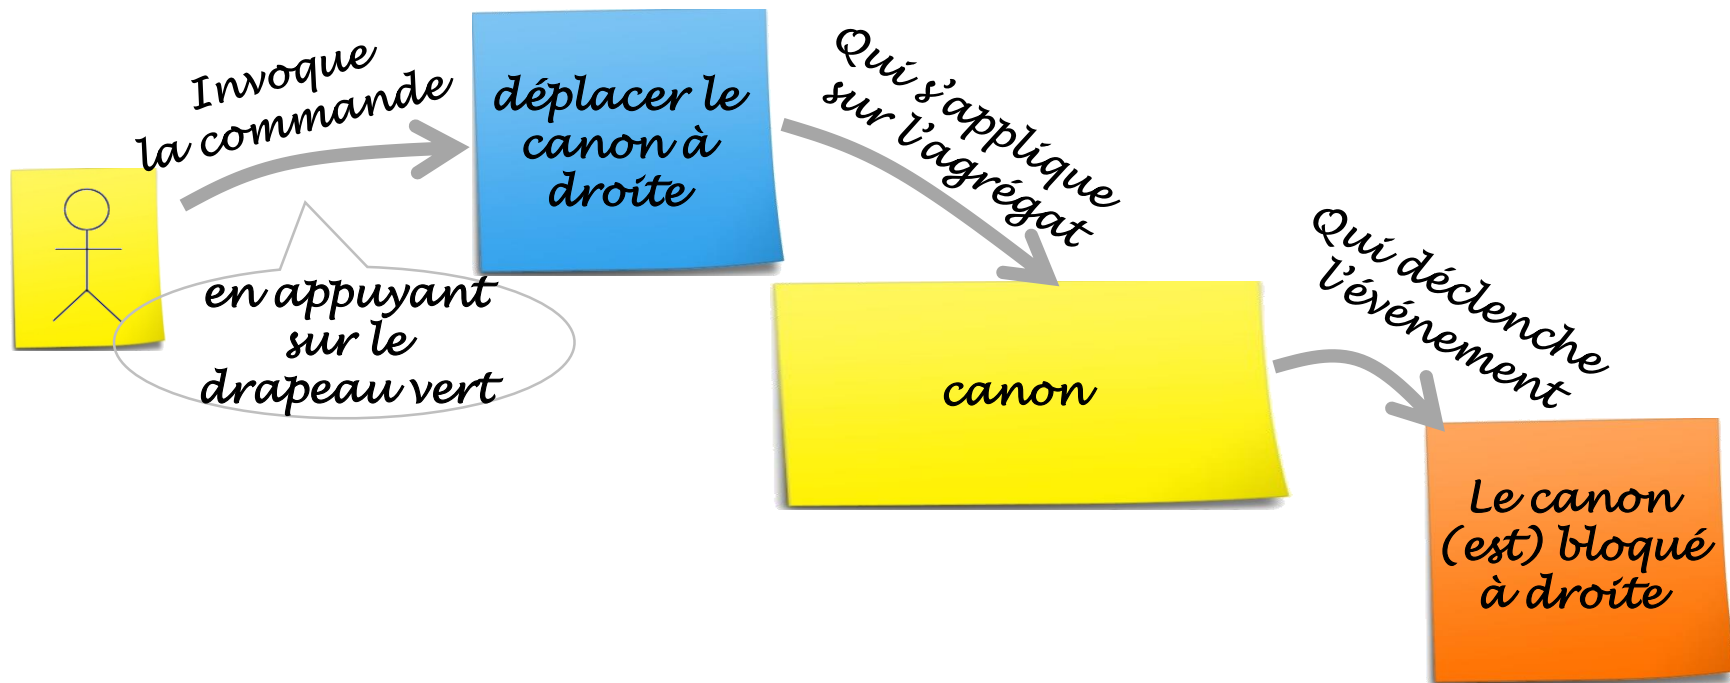 Invoque
la commande
en appuyant
sur le
drapeau vert
déplacer le
canon à
droite
Qui s'applique
sur l'agrégat
canon
Qui déclenche
l'événement
Le canon
(est) bloqué
à droite